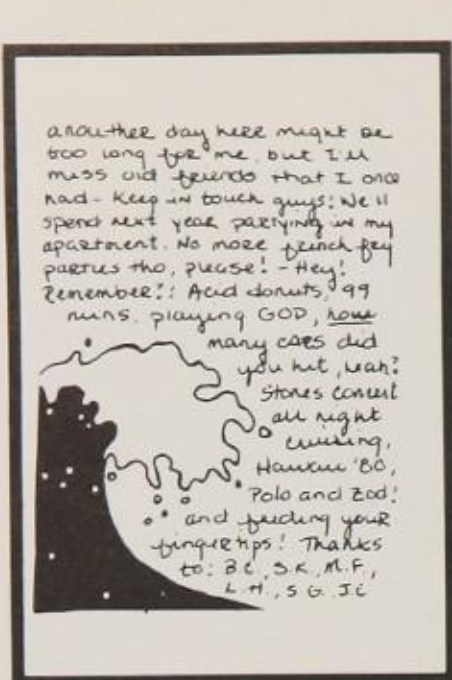 anouther day here might be
too long for me, but I'll
miss old friends that I once
had - Keep in touch guys! We'll
spend next year partying in my
apartment. No more french fry
parties tho, please! - Hey!
Remember!: Acid donuts, 99
runs, playing GOD, how
many cars did
you hit, Leah?
Stones concert
all night
cruising,
Hawaii '80,
Polo and Zod!
and feeding your
fingertips! Thanks
to: B C., S.K., M.F.,
L.H., S G. J.C